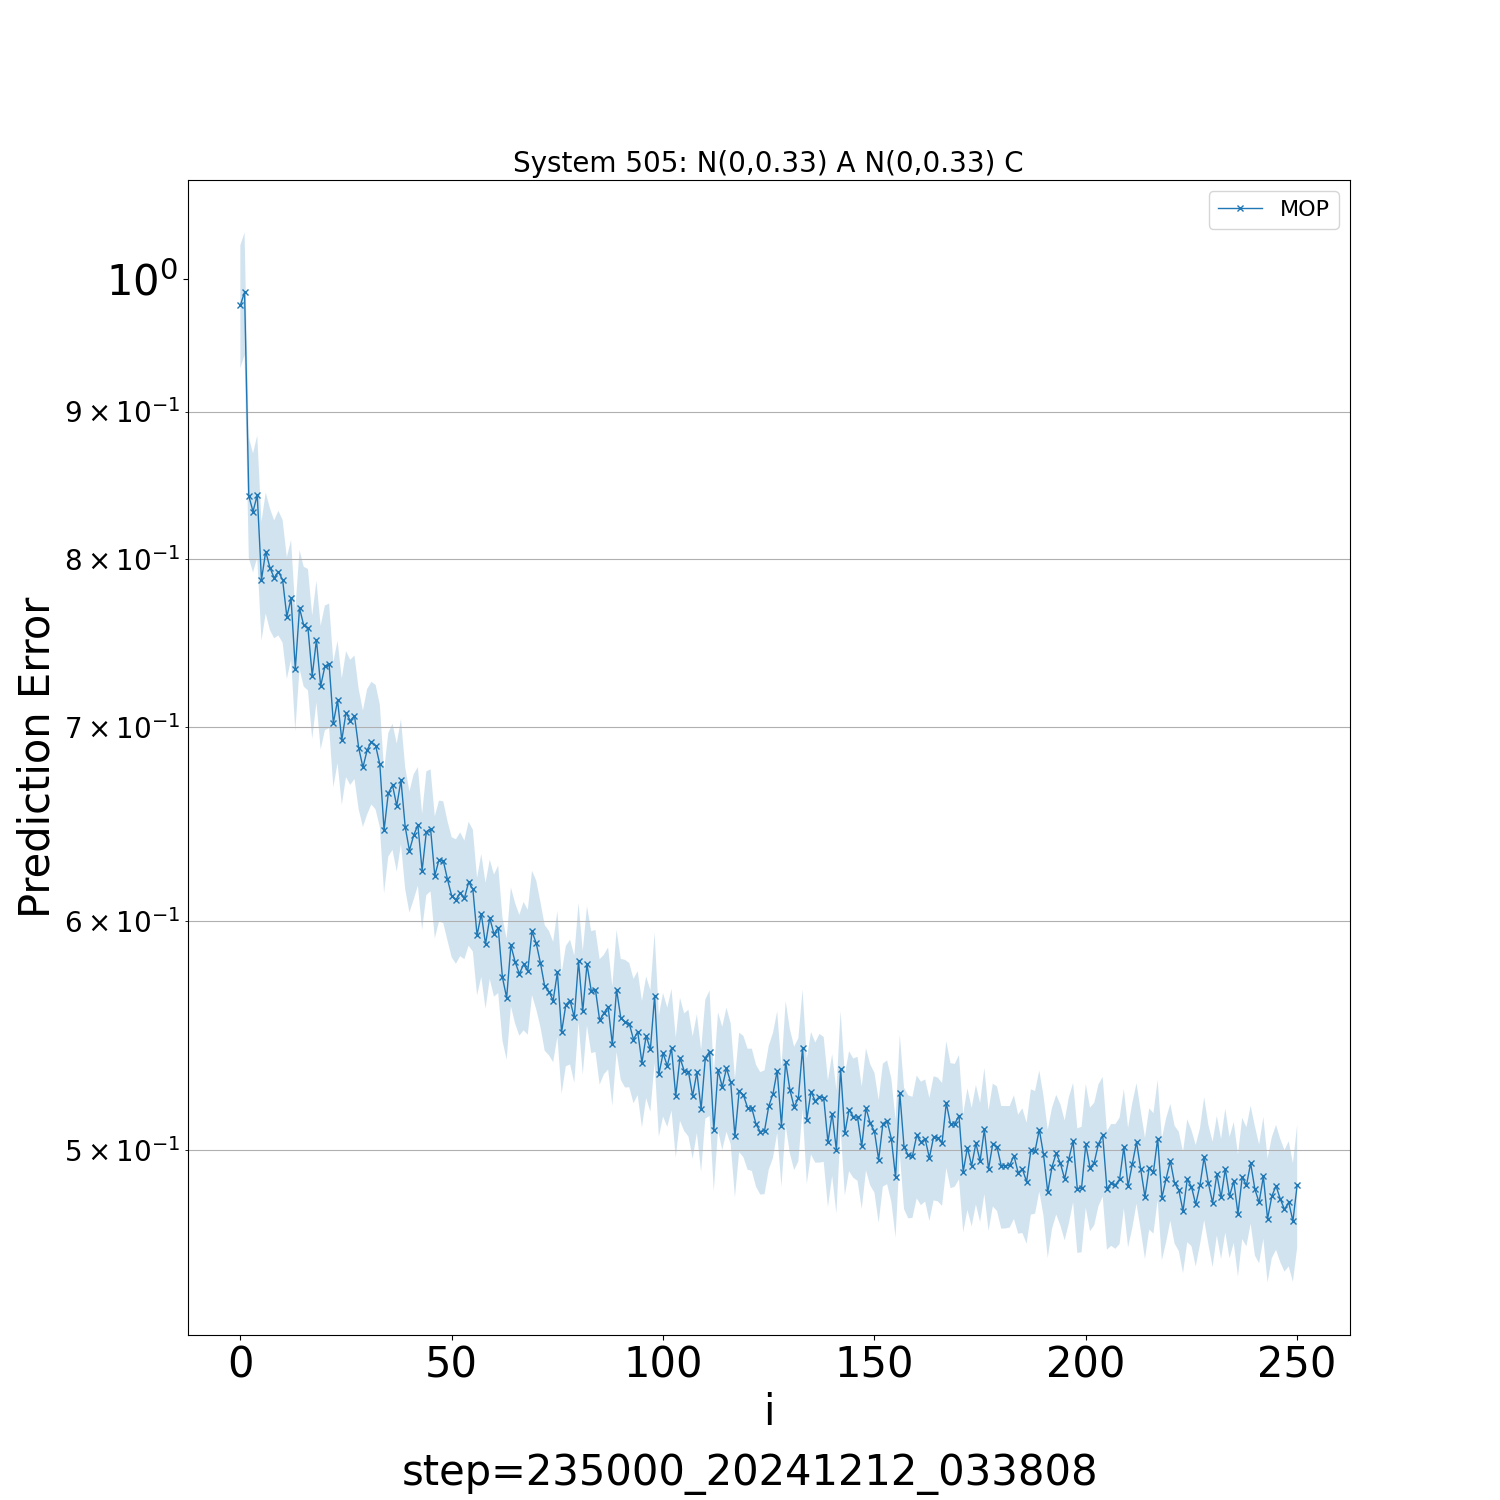 System 505: N(0,0.33) A N(0,0.33) C
MOP
10⁰
9 × 10⁻¹
8 × 10⁻¹
7 × 10⁻¹
6 × 10⁻¹
5 × 10⁻¹
Prediction Error
0 50 100 150 200 250
i
step=235000_20241212_033808